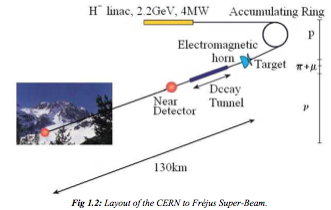 H⁻ linac, 2.2GeV, 4MW
Accumulating Ring
p
Electromagnetic
horn
Target
π+μ
Near
Detector
Decay
Tunnel
ν
130km
Fig 1.2: Layout of the CERN to Fréjus Super-Beam.